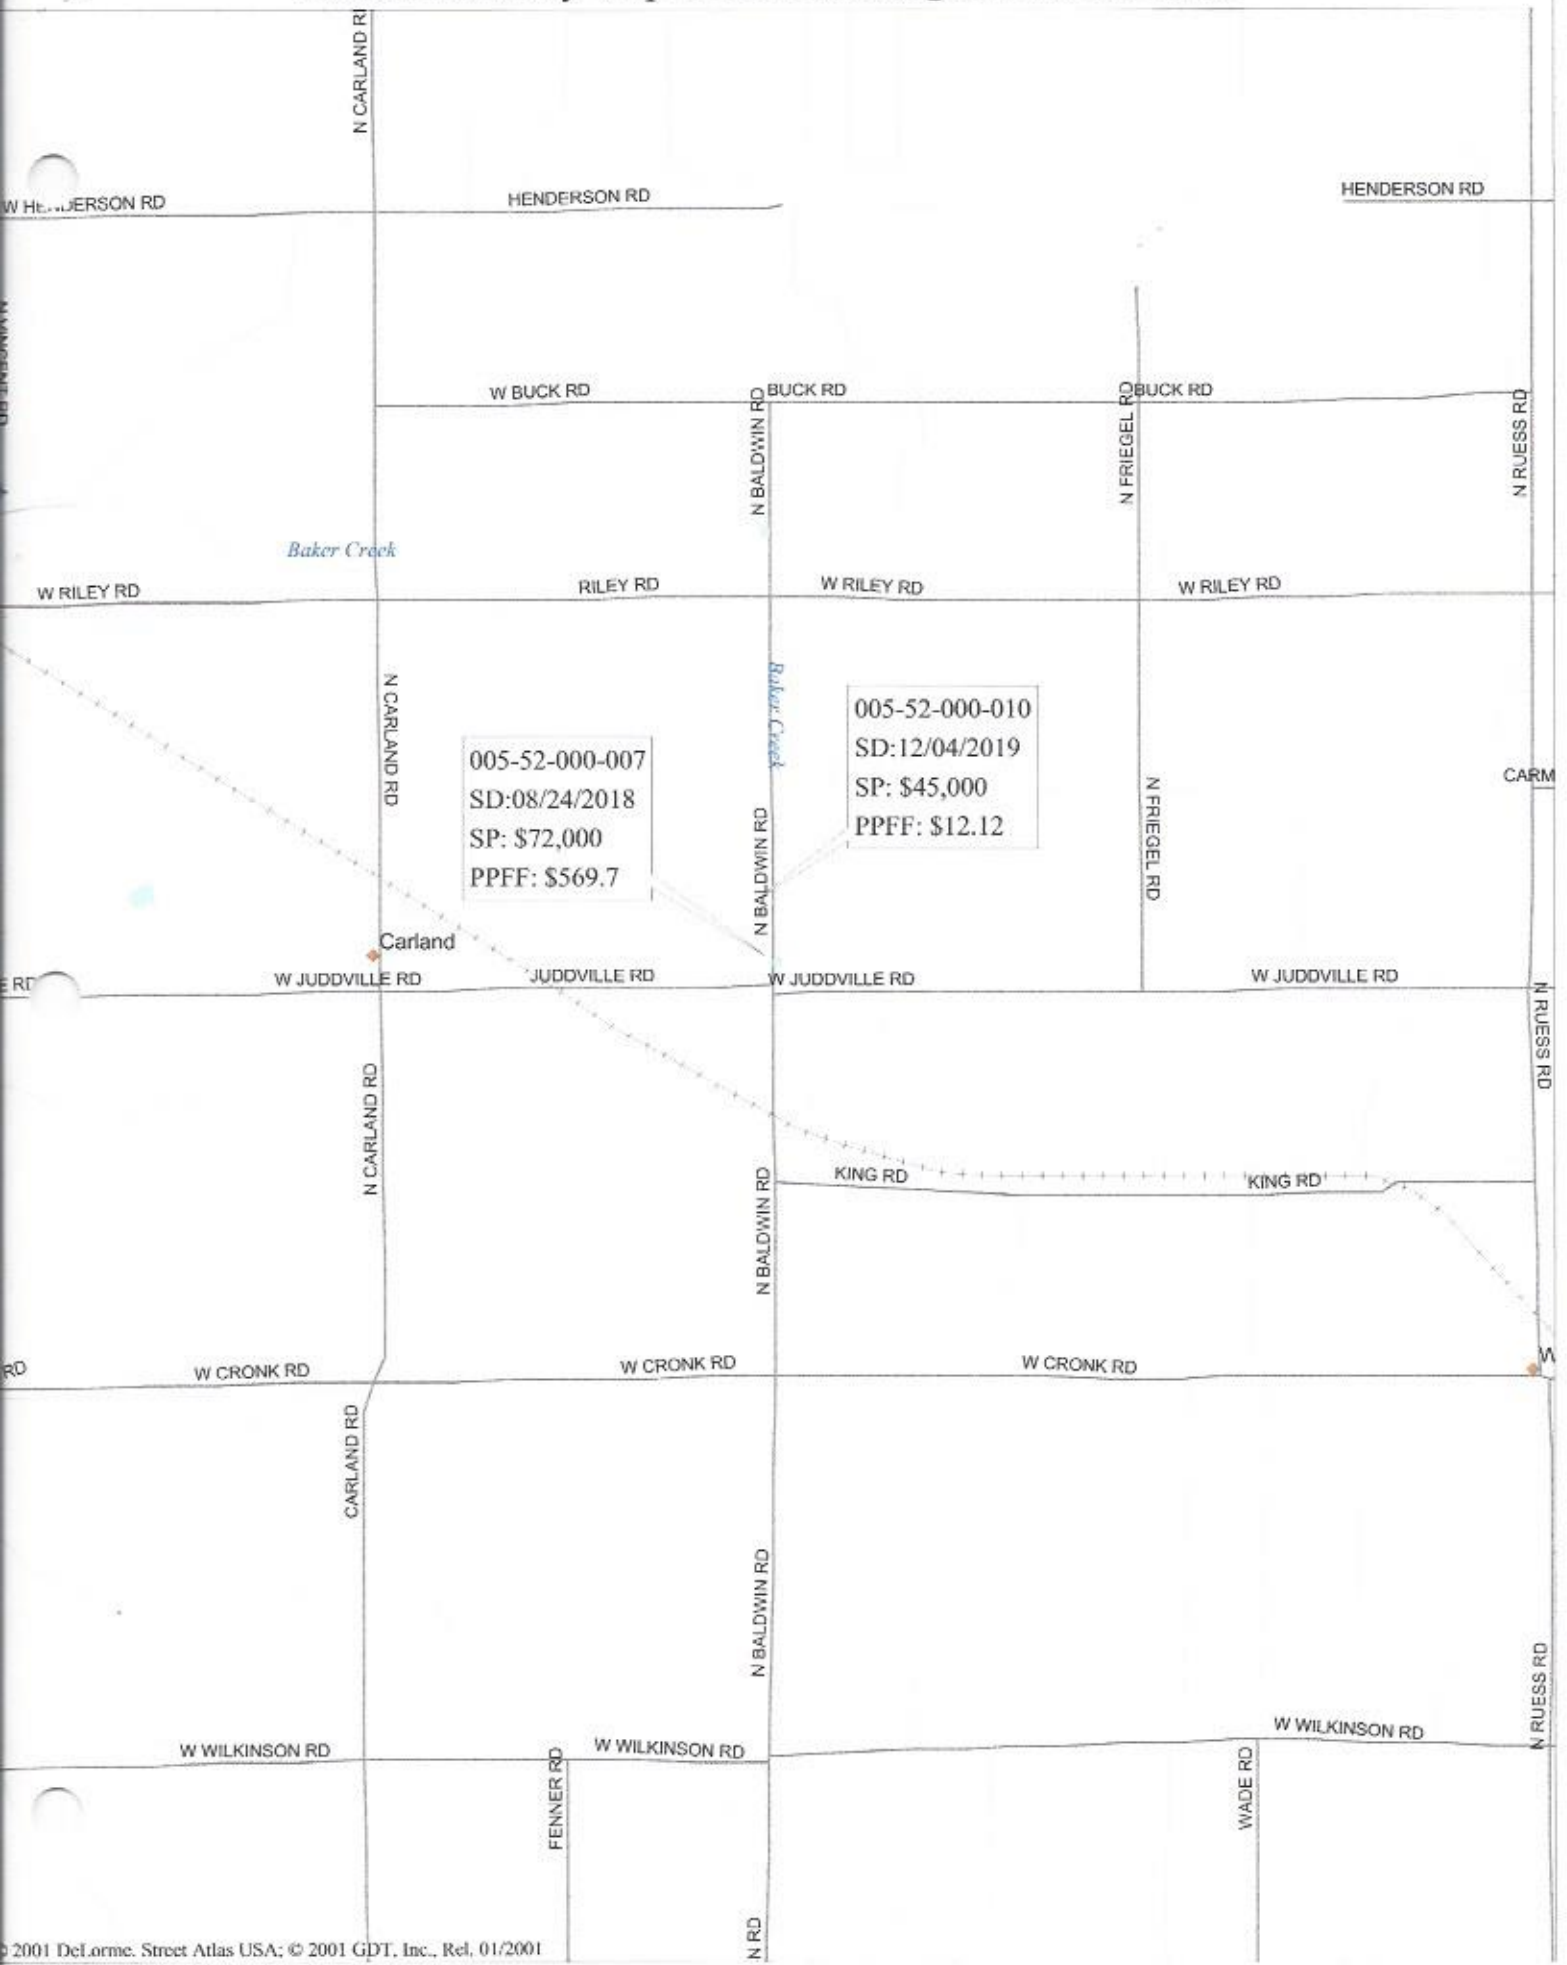 N CARLAND RD
W HENDERSON RD
HENDERSON RD
HENDERSON RD
W BUCK RD
BUCK RD
BUCK RD
N BALDWIN RD
N FRIEGEL RD
N RUESS RD
Baker Creek
W RILEY RD
RILEY RD
W RILEY RD
W RILEY RD
N CARLAND RD
Baker Creek
005-52-000-007
SD:08/24/2018
SP: $72,000
PPFF: $569.7
005-52-000-010
SD:12/04/2019
SP: $45,000
PPFF: $12.12
N BALDWIN RD
N FRIEGEL RD
CARM
Carland
E RD
W JUDDVILLE RD
JUDDVILLE RD
W JUDDVILLE RD
W JUDDVILLE RD
N RUESS RD
N CARLAND RD
N BALDWIN RD
KING RD
KING RD
RD
W CRONK RD
W CRONK RD
W CRONK RD
W
CARLAND RD
N BALDWIN RD
N RUESS RD
W WILKINSON RD
W WILKINSON RD
W WILKINSON RD
FENNER RD
WADE RD
N RD
© 2001 DeLorme. Street Atlas USA; © 2001 GDT, Inc., Rel. 01/2001